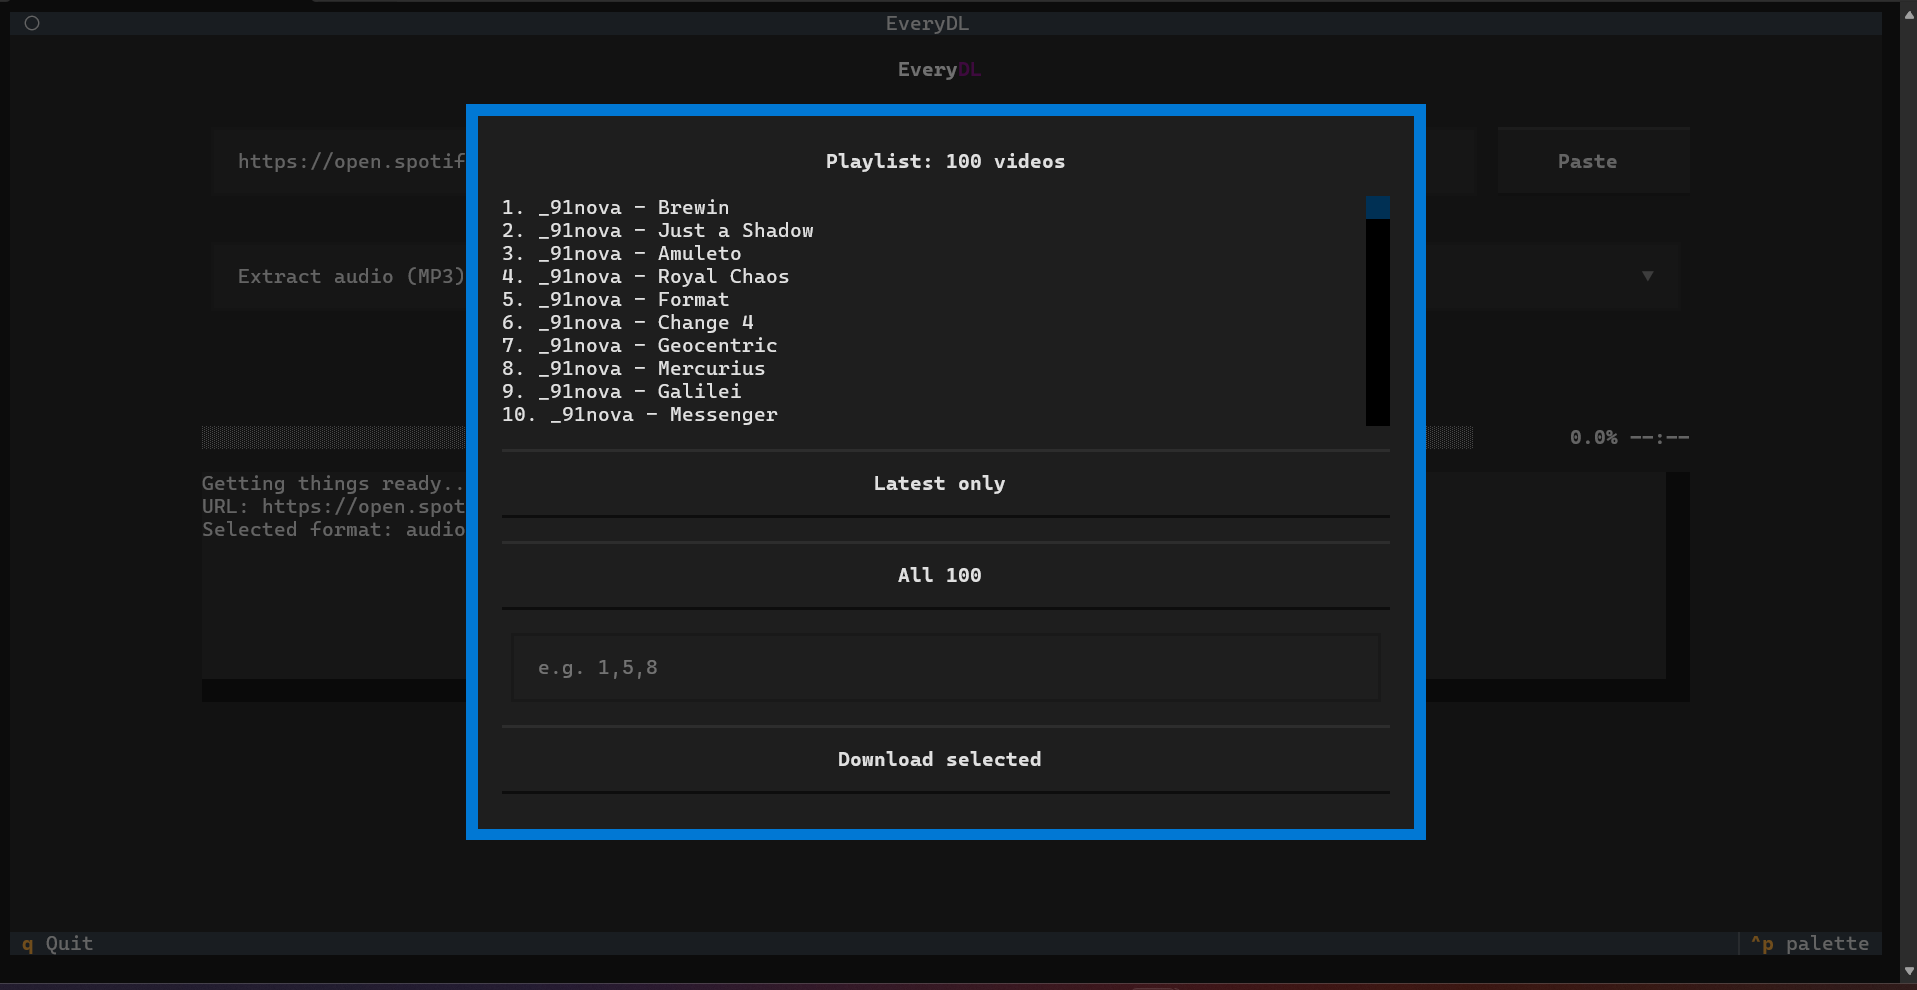 EveryDL
EveryDL
https://open.spotif
Paste
Extract audio (MP3)
▼
Playlist: 100 videos
1. _91nova – Brewin
2. _91nova – Just a Shadow
3. _91nova – Amuleto
4. _91nova – Royal Chaos
5. _91nova – Format
6. _91nova – Change 4
7. _91nova – Geocentric
8. _91nova – Mercurius
9. _91nova – Galilei
10. _91nova – Messenger
0.0% --:--
Getting things ready..
URL: https://open.spot
Selected format: audio
Latest only
All 100
e.g. 1,5,8
Download selected
q Quit
^p palette